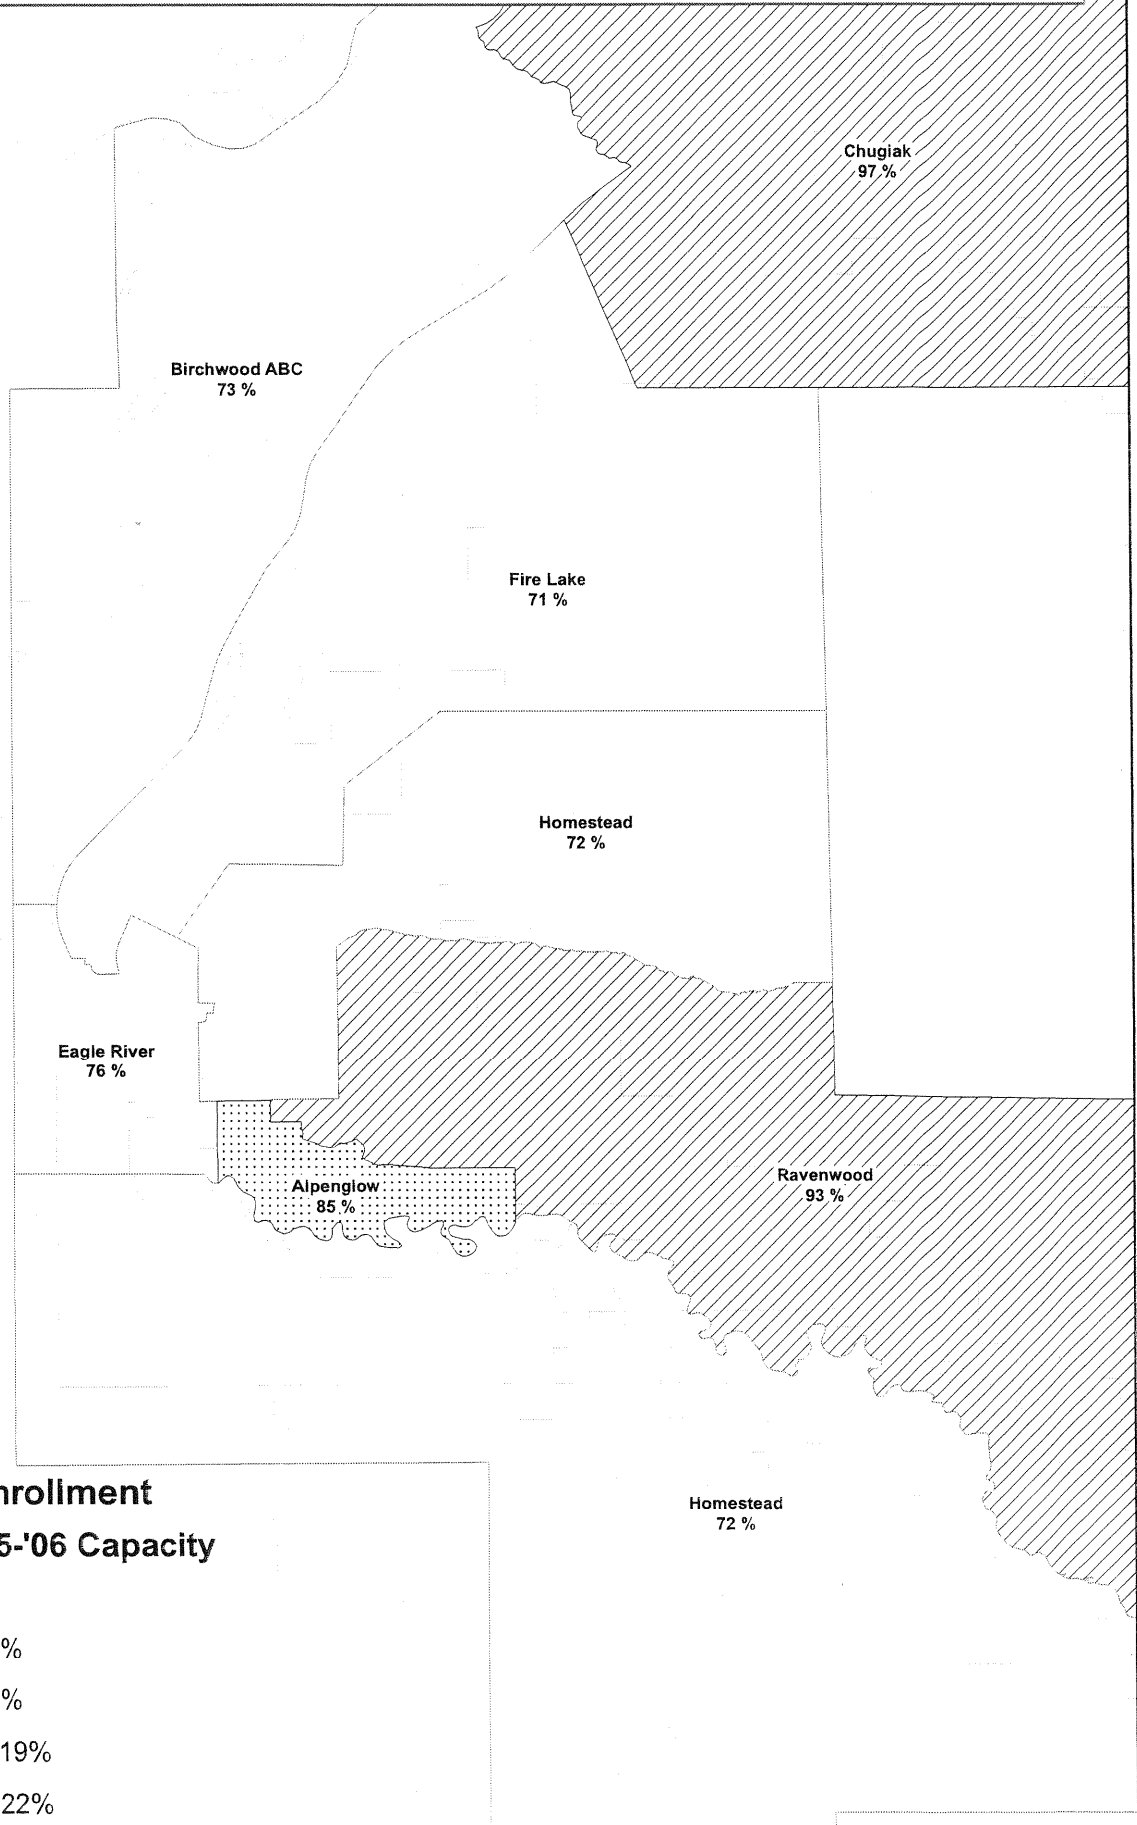 Chugiak
97 %
Birchwood ABC
73 %
Fire Lake
71 %
Homestead
72 %
Eagle River
76 %
Alpenglow
85 %
Ravenwood
93 %
Homestead
72 %
nrollment
5-'06 Capacity
%
%
19%
22%